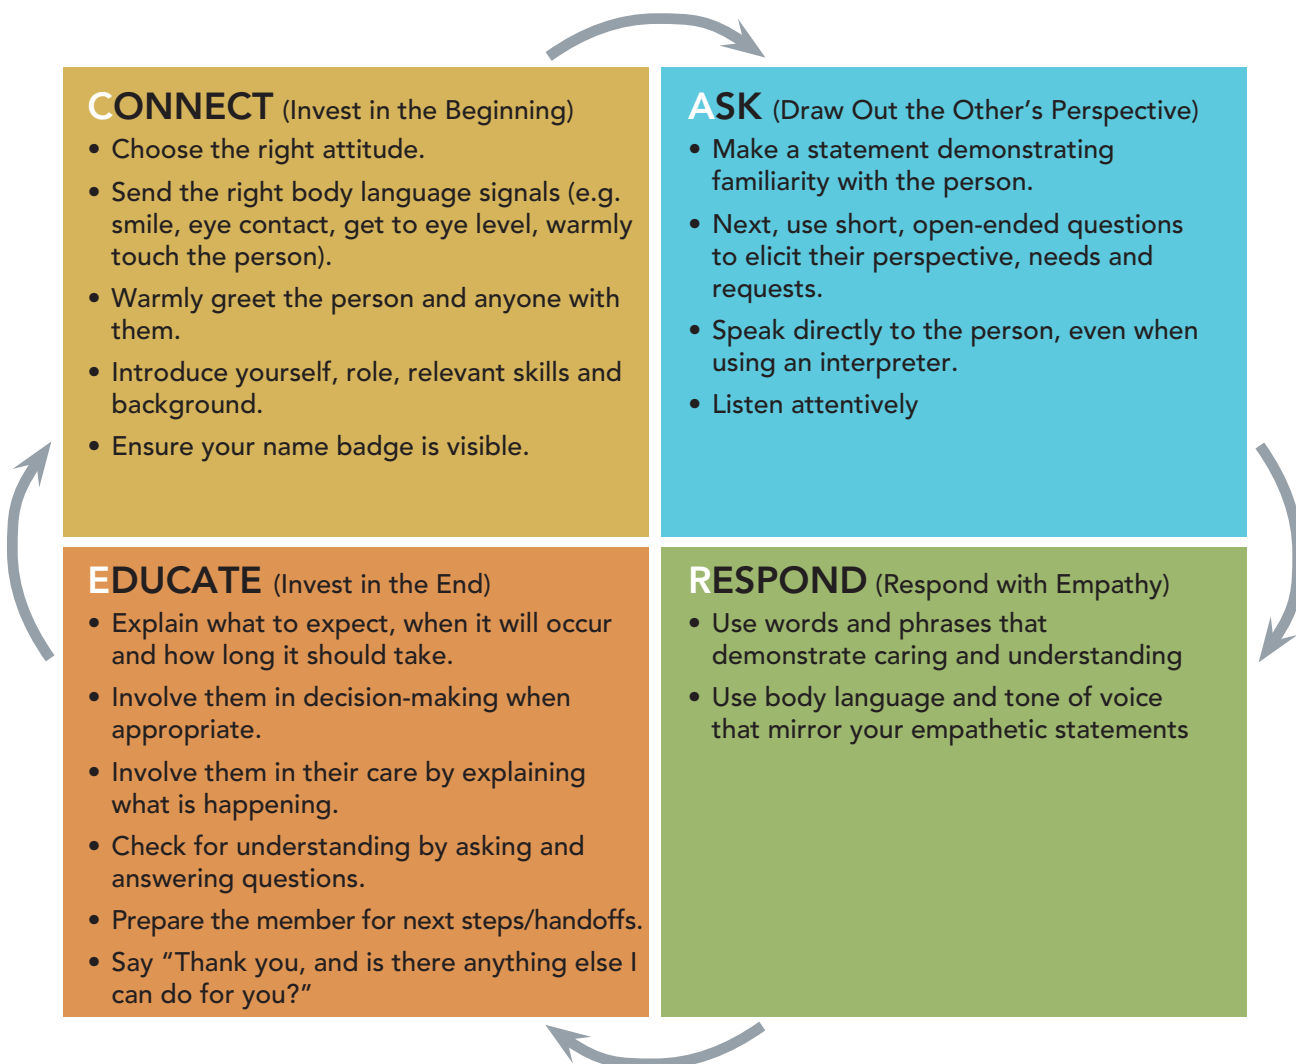 CONNECT (Invest in the Beginning)
• Choose the right attitude.
• Send the right body language signals (e.g.
smile, eye contact, get to eye level, warmly
touch the person).
• Warmly greet the person and anyone with
them.
• Introduce yourself, role, relevant skills and
background.
• Ensure your name badge is visible.
ASK (Draw Out the Other’s Perspective)
• Make a statement demonstrating
familiarity with the person.
• Next, use short, open-ended questions
to elicit their perspective, needs and
requests.
• Speak directly to the person, even when
using an interpreter.
• Listen attentively
EDUCATE (Invest in the End)
• Explain what to expect, when it will occur
and how long it should take.
• Involve them in decision-making when
appropriate.
• Involve them in their care by explaining
what is happening.
• Check for understanding by asking and
answering questions.
• Prepare the member for next steps/handoffs.
• Say “Thank you, and is there anything else I
can do for you?”
RESPOND (Respond with Empathy)
• Use words and phrases that
demonstrate caring and understanding
• Use body language and tone of voice
that mirror your empathetic statements